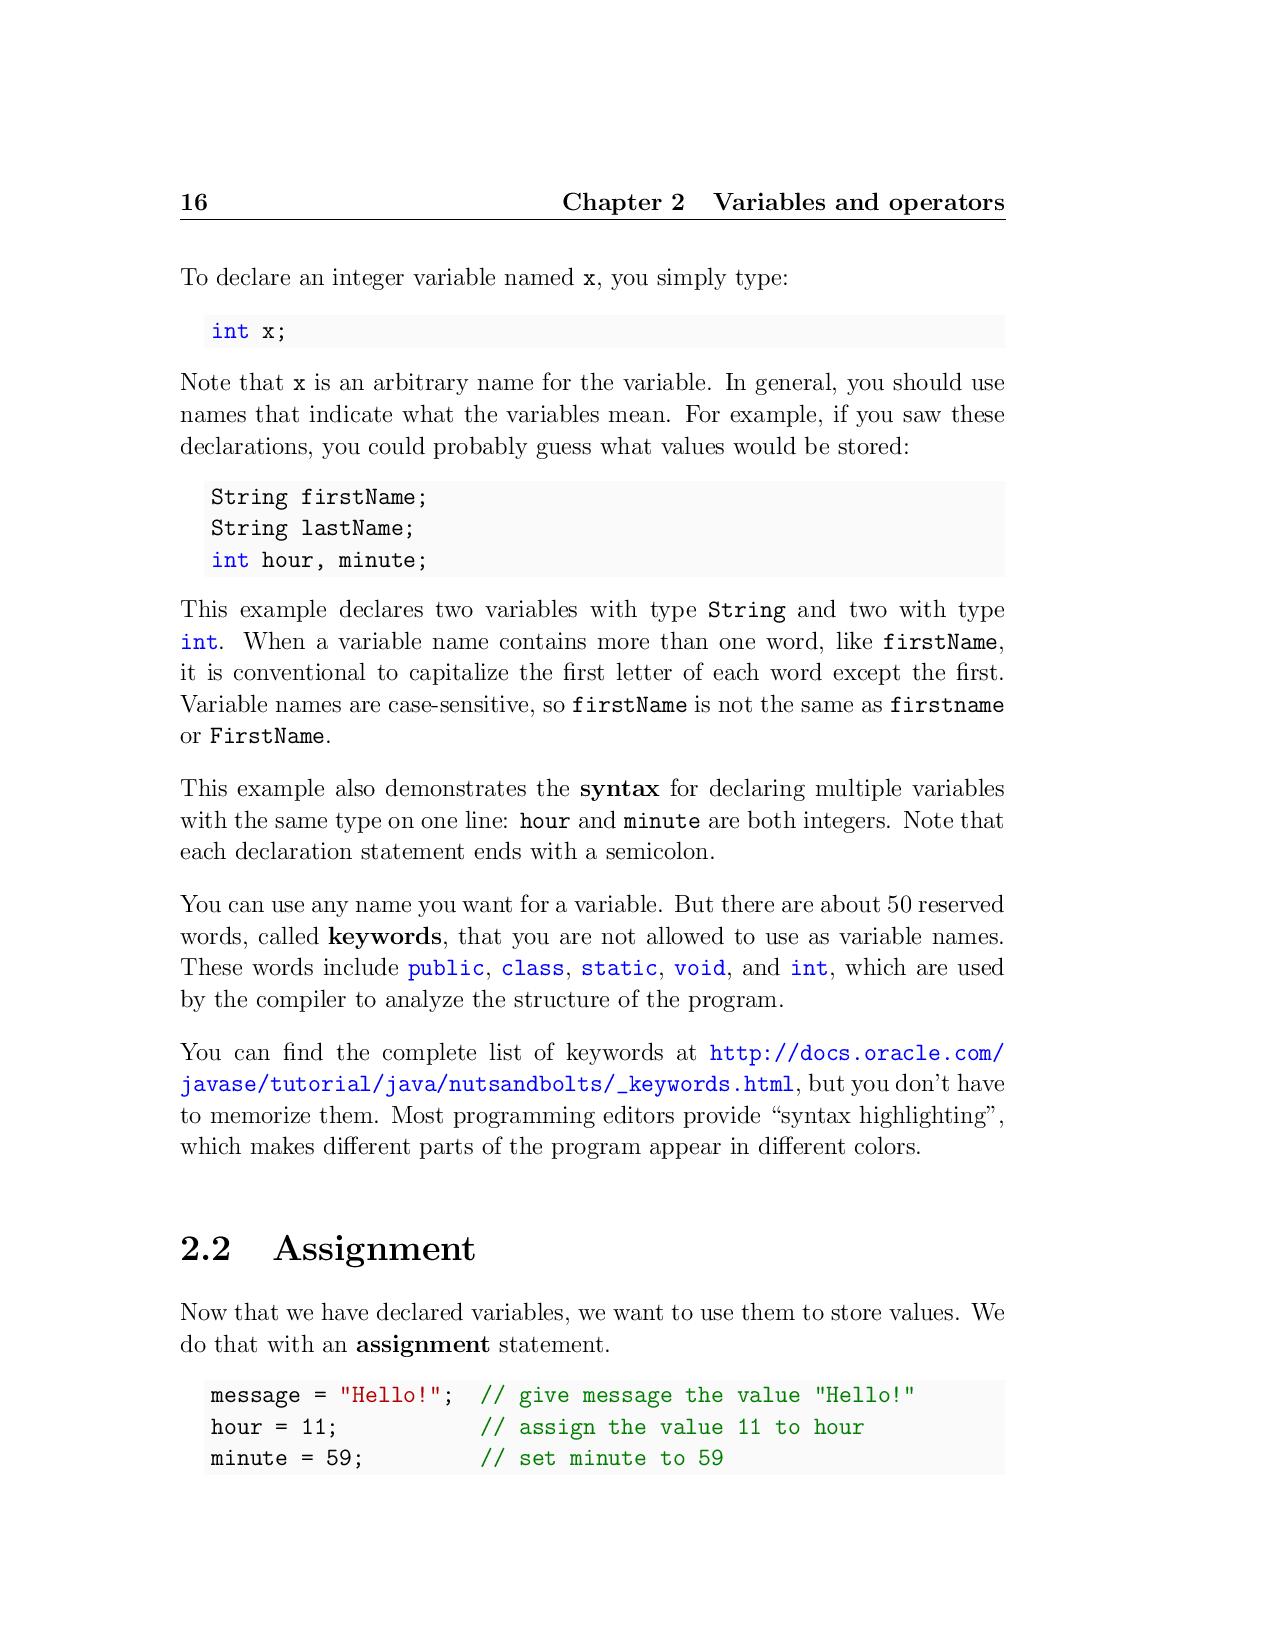 16 Chapter 2 Variables and operators
To declare an integer variable named x, you simply type:
int x;
Note that x is an arbitrary name for the variable. In general, you should use
names that indicate what the variables mean. For example, if you saw these
declarations, you could probably guess what values would be stored:
String firstName;
String lastName;
int hour, minute;
This example declares two variables with type String and two with type
int. When a variable name contains more than one word, like firstName,
it is conventional to capitalize the first letter of each word except the first.
Variable names are case-sensitive, so firstName is not the same as firstname
or FirstName.
This example also demonstrates the syntax for declaring multiple variables
with the same type on one line: hour and minute are both integers. Note that
each declaration statement ends with a semicolon.
You can use any name you want for a variable. But there are about 50 reserved
words, called keywords, that you are not allowed to use as variable names.
These words include public, class, static, void, and int, which are used
by the compiler to analyze the structure of the program.
You can find the complete list of keywords at http://docs.oracle.com/
javase/tutorial/java/nutsandbolts/_keywords.html, but you don't have
to memorize them. Most programming editors provide “syntax highlighting”,
which makes different parts of the program appear in different colors.
2.2 Assignment
Now that we have declared variables, we want to use them to store values. We
do that with an assignment statement.
message = "Hello!"; // give message the value "Hello!"
hour = 11; // assign the value 11 to hour
minute = 59; // set minute to 59